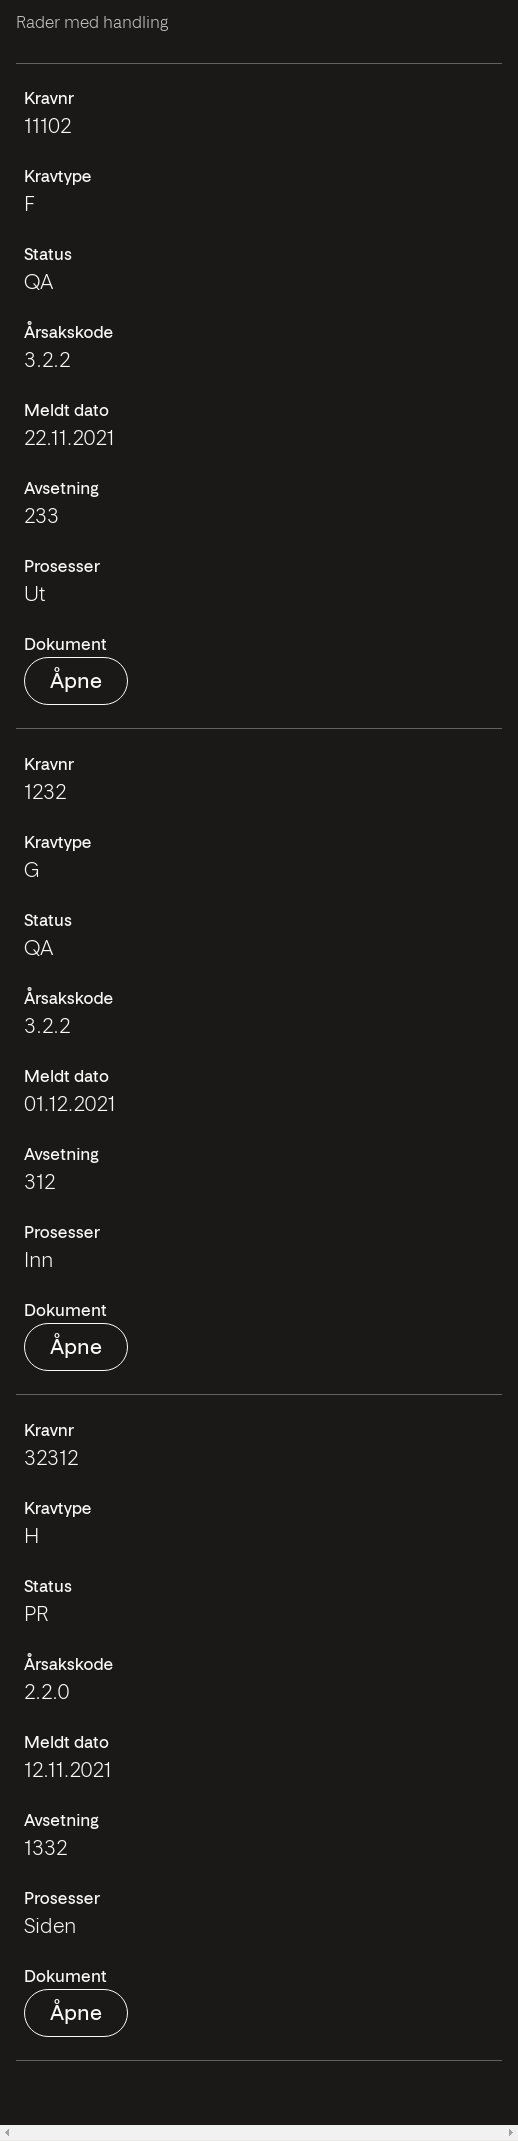 Rader med handling
Kravnr
11102
Kravtype
F
Status
QA
Årsakskode
3.2.2
Meldt dato
22.11.2021
Avsetning
233
Prosesser
Ut
Dokument
Åpne
Kravnr
1232
Kravtype
G
Status
QA
Årsakskode
3.2.2
Meldt dato
01.12.2021
Avsetning
312
Prosesser
Inn
Dokument
Åpne
Kravnr
32312
Kravtype
H
Status
PR
Årsakskode
2.2.0
Meldt dato
12.11.2021
Avsetning
1332
Prosesser
Siden
Dokument
Åpne